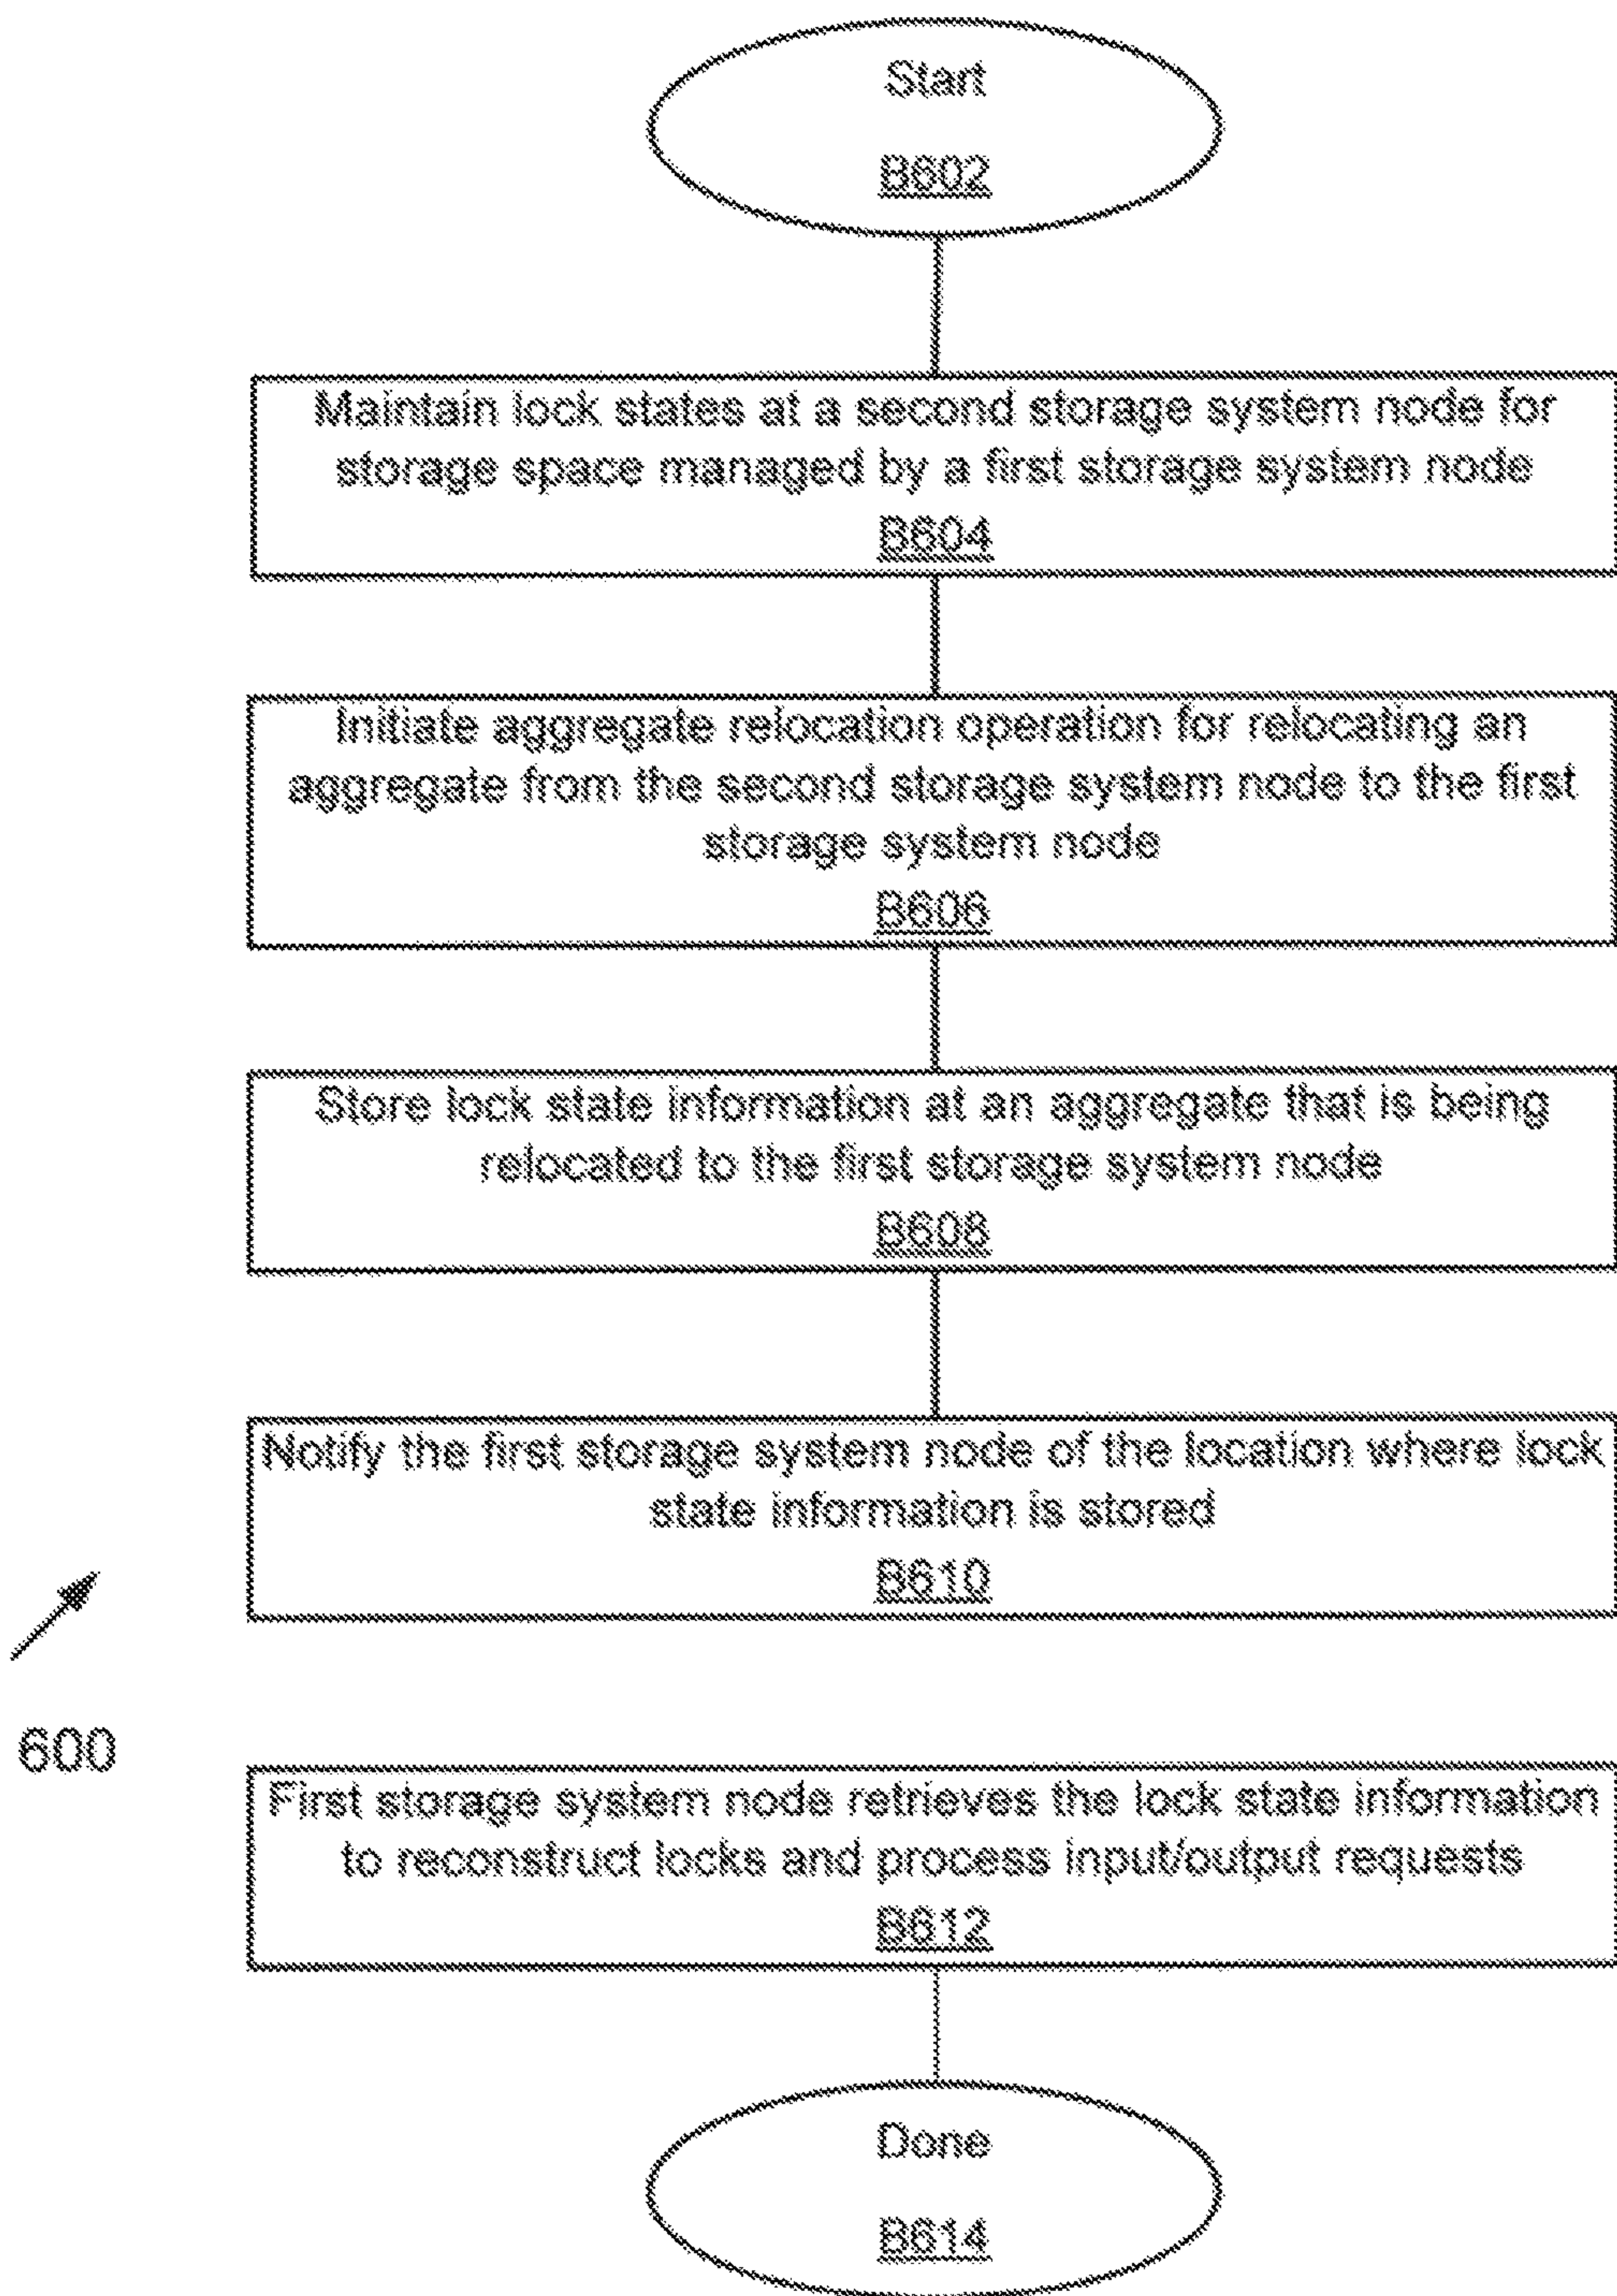 Start
B602
Maintain lock states at a second storage system node for
storage space managed by a first storage system node
B604
Initiate aggregate relocation operation for relocating an
aggregate from the second storage system node to the first
storage system node
B606
Store lock state information at an aggregate that is being
relocated to the first storage system node
B608
Notify the first storage system node of the location where lock
state information is stored
B610
600
First storage system node retrieves the lock state information
to reconstruct locks and process input/output requests
B612
Done
B614